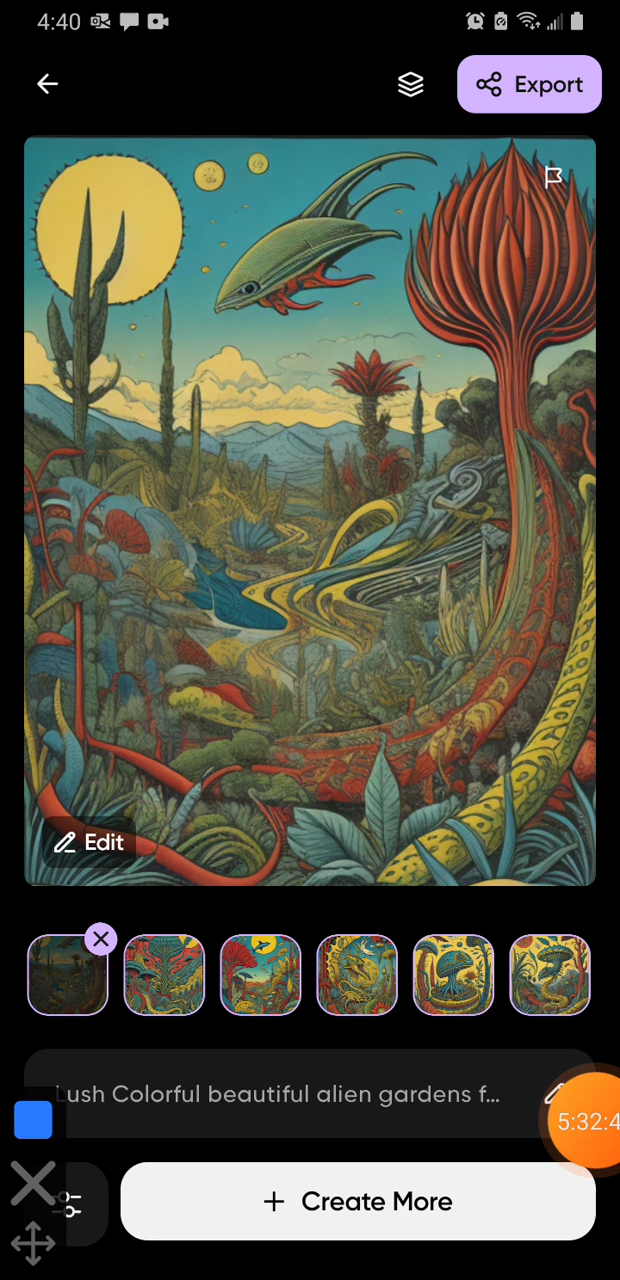 4:40
Export
Edit
Lush Colorful beautiful alien gardens f...
5:32:4
+ Create More